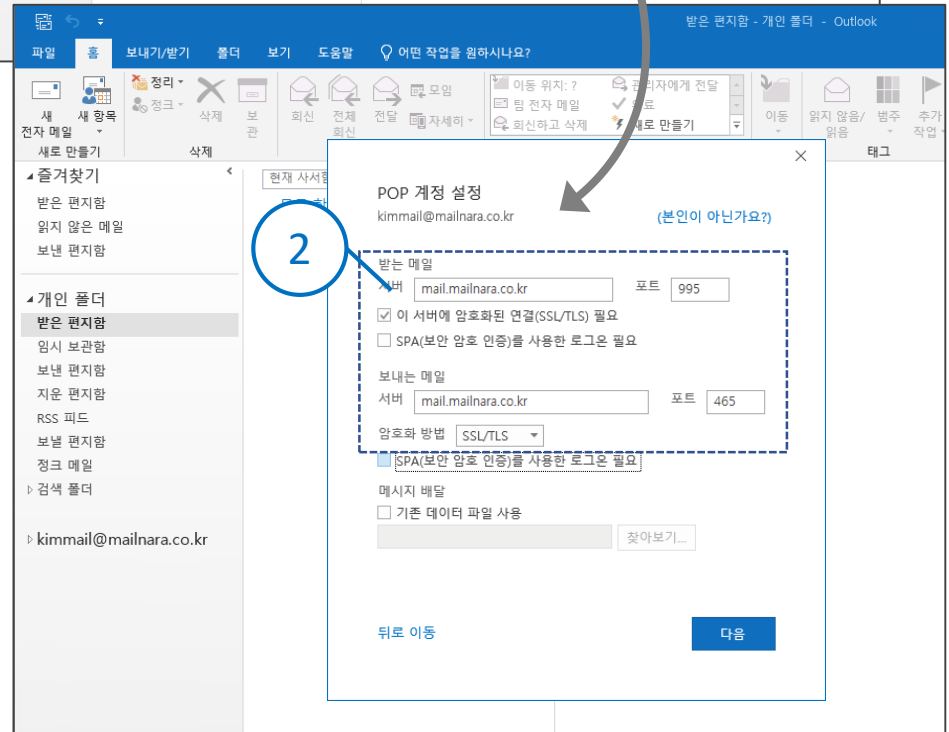 받은 편지함 - 개인 폴더 - Outlook
파일 홈 보내기/받기 폴더 보기 도움말 어떤 작업을 원하시나요?
새 전자 메일
새 항목
새로 만들기
정리
정크
삭제
보관
삭제
회신
전체 회신
전달
모임
자세히
이동 위치: ?
팀 전자 메일
회신하고 삭제
관리자에게 전달
새로 만들기
이동
읽지 않음/읽음
범주
추가 작업
태그
즐겨찾기
받은 편지함
읽지 않은 메일
보낸 편지함
개인 폴더
받은 편지함
임시 보관함
보낸 편지함
지운 편지함
RSS 피드
보낼 편지함
정크 메일
검색 폴더
kimmail@mailnara.co.kr
현재 사서함
2
POP 계정 설정
kimmail@mailnara.co.kr (본인이 아닌가요?)
받는 메일
서버 mail.mailnara.co.kr 포트 995
이 서버에 암호화된 연결(SSL/TLS) 필요
SPA(보안 암호 인증)를 사용한 로그온 필요
보내는 메일
서버 mail.mailnara.co.kr 포트 465
암호화 방법 SSL/TLS
SPA(보안 암호 인증)를 사용한 로그온 필요
메시지 배달
기존 데이터 파일 사용
찾아보기...
뒤로 이동 다음